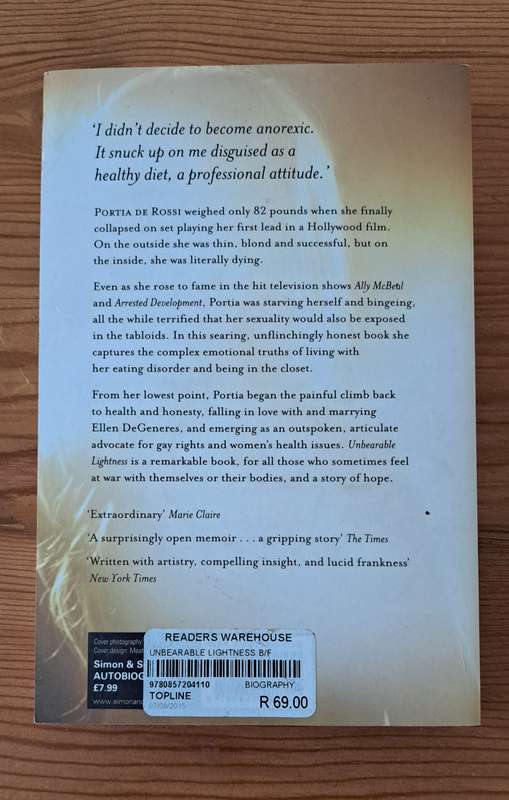 ‘I didn’t decide to become anorexic.
It snuck up on me disguised as a
healthy diet, a professional attitude.’
PORTIA DE ROSSI weighed only 82 pounds when she finally
collapsed on set playing her first lead in a Hollywood film.
On the outside she was thin, blond and successful, but on
the inside, she was literally dying.
Even as she rose to fame in the hit television shows Ally McBeal
and Arrested Development, Portia was starving herself and bingeing,
all the while terrified that her sexuality would also be exposed
in the tabloids. In this searing, unflinchingly honest book she
captures the complex emotional truths of living with
her eating disorder and being in the closet.
From her lowest point, Portia began the painful climb back
to health and honesty, falling in love with and marrying
Ellen DeGeneres, and emerging as an outspoken, articulate
advocate for gay rights and women’s health issues. Unbearable
Lightness is a remarkable book, for all those who sometimes feel
at war with themselves or their bodies, and a story of hope.
‘Extraordinary’ Marie Claire
‘A surprisingly open memoir . . . a gripping story’ The Times
‘Written with artistry, compelling insight, and lucid frankness’
New York Times
Cover photography
Cover design:
Simon & S
AUTOBIOG
£7.99
www.simonan
READERS WAREHOUSE
UNBEARABLE LIGHTNESS B/F
9780857204110 BIOGRAPHY
TOPLINE
07/08/2015 R 69.00